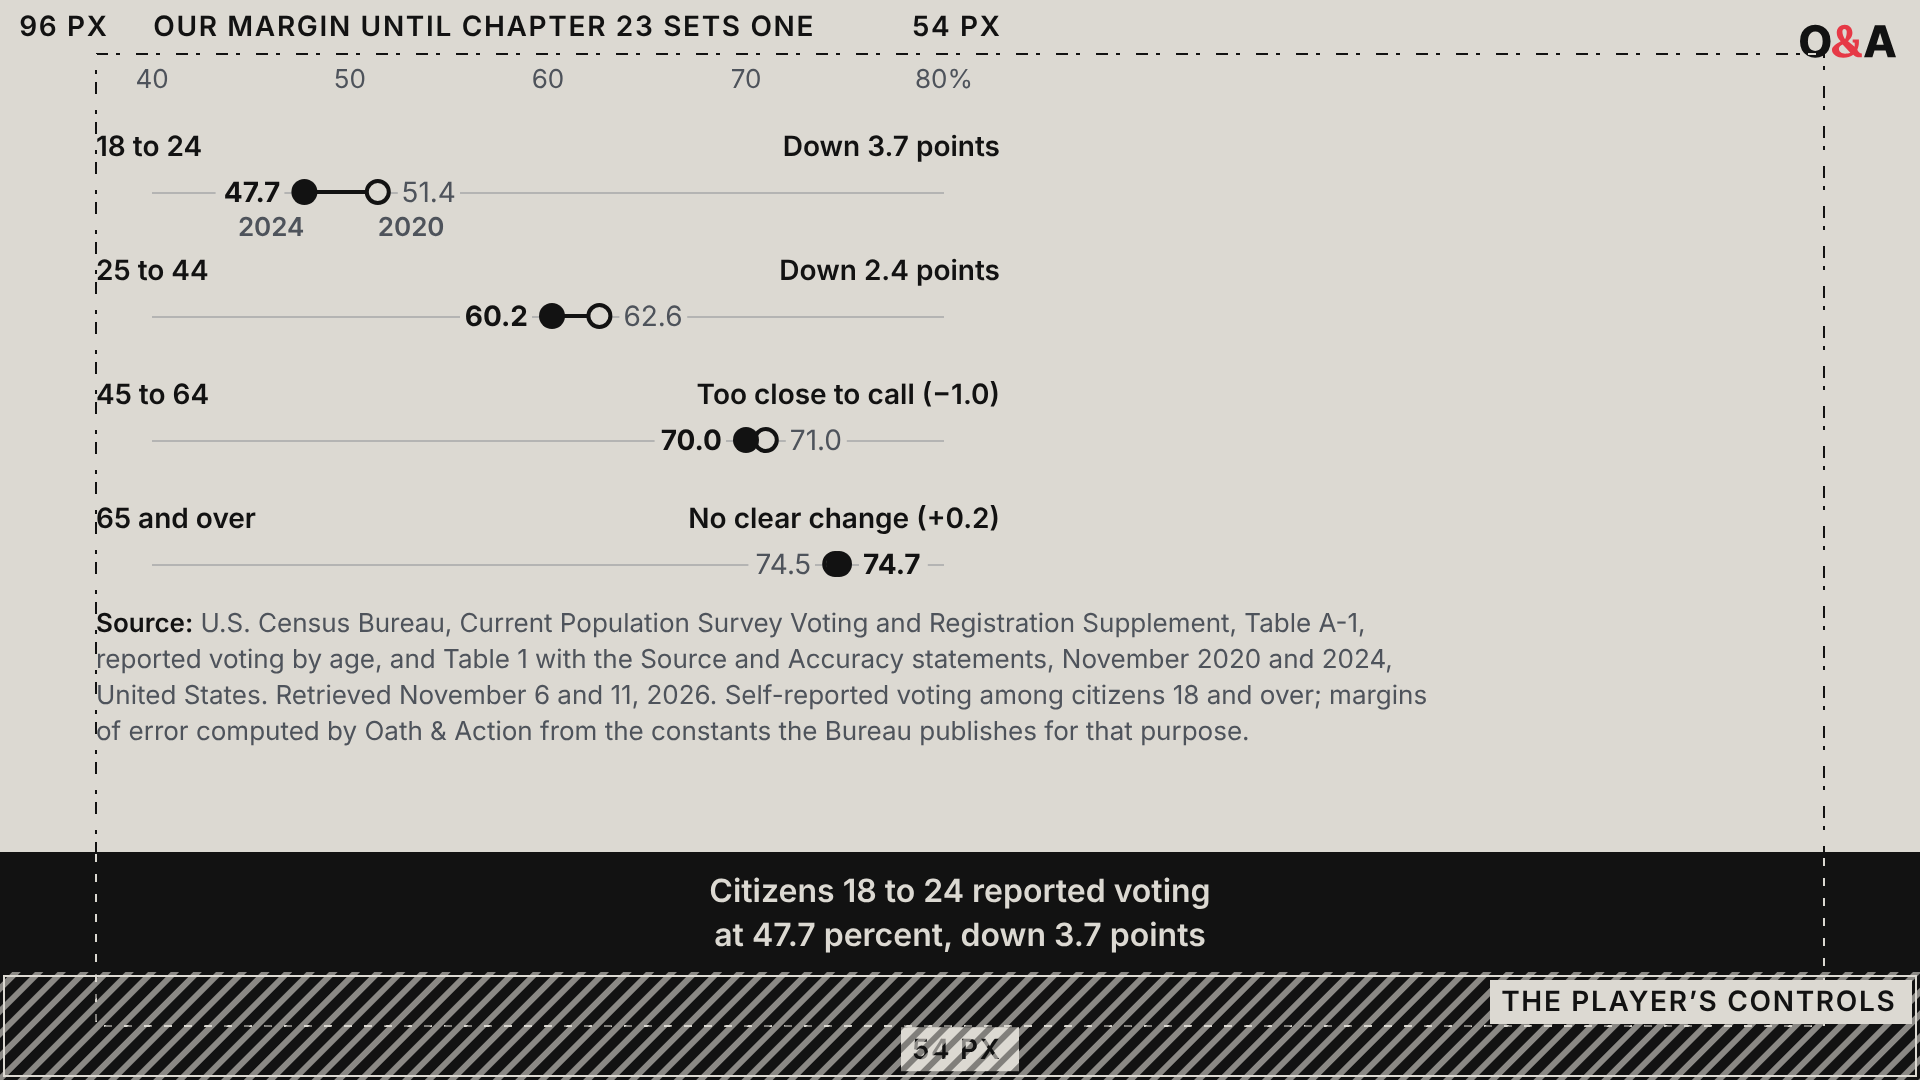 96 PX OUR MARGIN UNTIL CHAPTER 23 SETS ONE 54 PX
O&A
40 50 60 70 80%
18 to 24 Down 3.7 points
47.7 51.4
2024 2020
25 to 44 Down 2.4 points
60.2 62.6
45 to 64 Too close to call (−1.0)
70.0 71.0
65 and over No clear change (+0.2)
74.5 74.7
Source: U.S. Census Bureau, Current Population Survey Voting and Registration Supplement, Table A-1,
reported voting by age, and Table 1 with the Source and Accuracy statements, November 2020 and 2024,
United States. Retrieved November 6 and 11, 2026. Self-reported voting among citizens 18 and over; margins
of error computed by Oath & Action from the constants the Bureau publishes for that purpose.
Citizens 18 to 24 reported voting
at 47.7 percent, down 3.7 points
THE PLAYER’S CONTROLS
54 PX